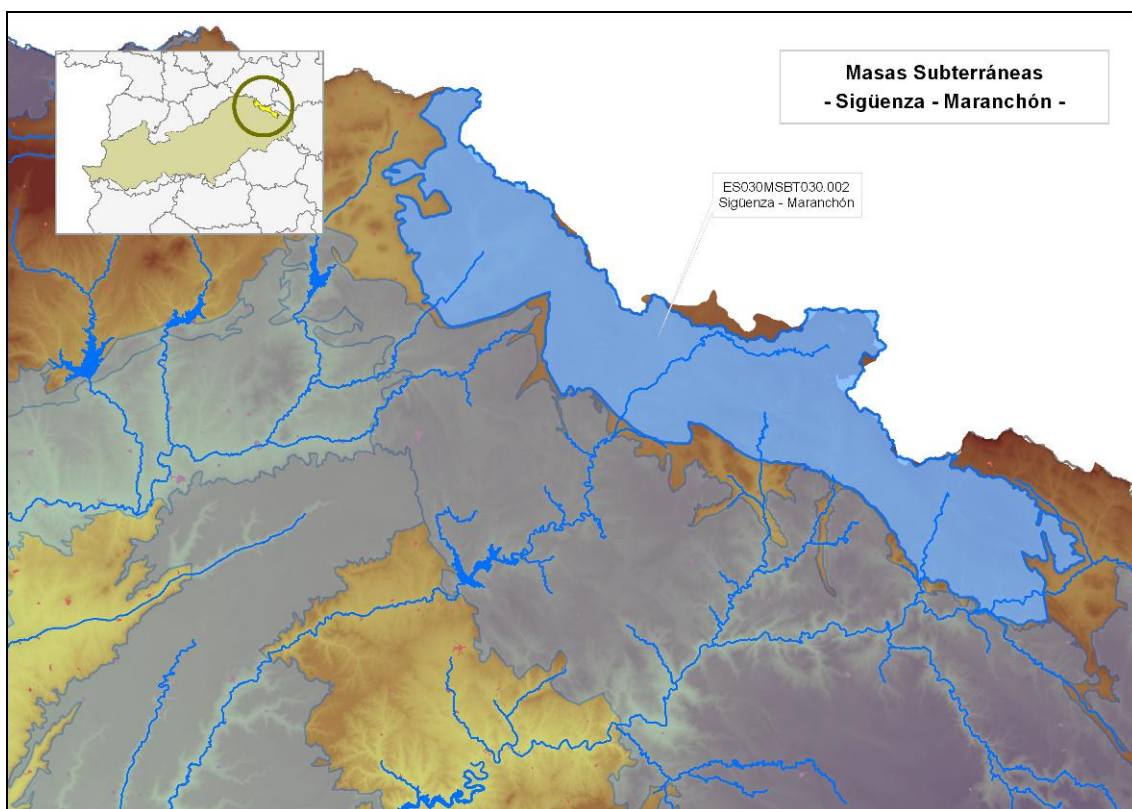 Masas Subterráneas
- Sigüenza - Maranchón -
ES030MSBT030.002
Sigüenza - Maranchón